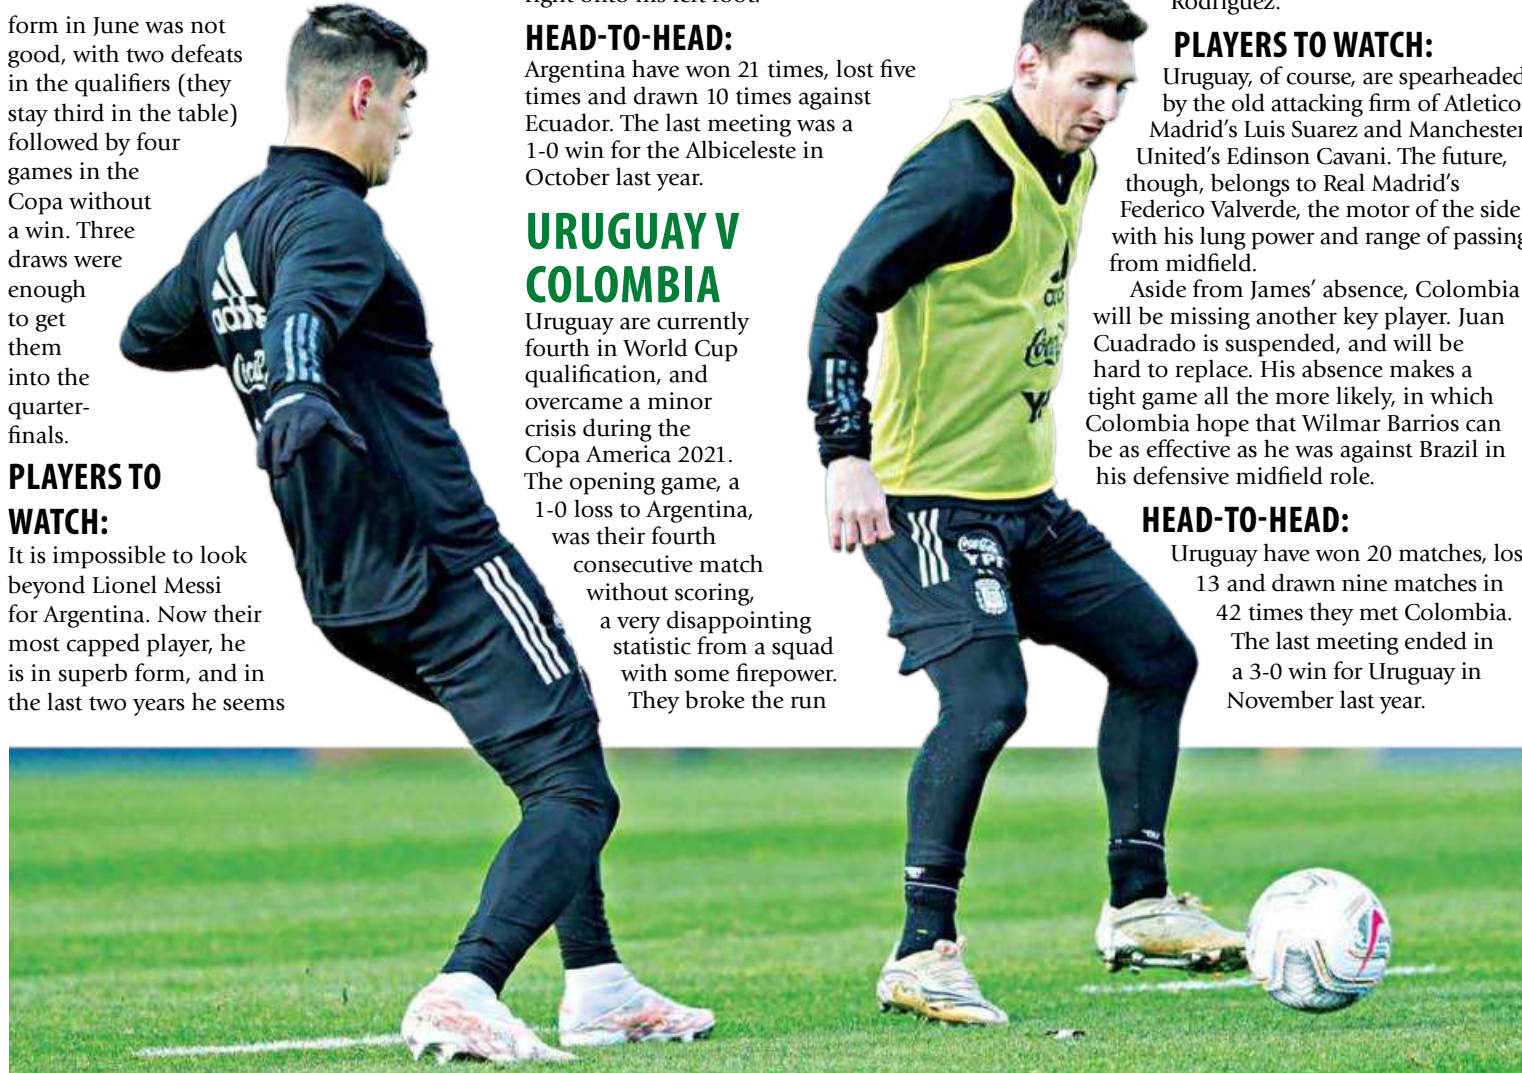 form in June was not
good, with two defeats
in the qualifiers (they
stay third in the table)
followed by four
games in the
Copa without
a win. Three
draws were
enough
to get
them
into the
quarter-
finals.
PLAYERS TO
WATCH:
It is impossible to look
beyond Lionel Messi
for Argentina. Now their
most capped player, he
is in superb form, and in
the last two years he seems
HEAD-TO-HEAD:
Argentina have won 21 times, lost five
times and drawn 10 times against
Ecuador. The last meeting was a
1-0 win for the Albiceleste in
October last year.
URUGUAY V
COLOMBIA
Uruguay are currently
fourth in World Cup
qualification, and
overcame a minor
crisis during the
Copa America 2021.
The opening game, a
1-0 loss to Argentina,
was their fourth
consecutive match
without scoring,
a very disappointing
statistic from a squad
with some firepower.
They broke the run
Rodriguez.
PLAYERS TO WATCH:
Uruguay, of course, are spearheaded
by the old attacking firm of Atletico
Madrid's Luis Suarez and Manchester
United's Edinson Cavani. The future,
though, belongs to Real Madrid's
Federico Valverde, the motor of the side
with his lung power and range of passing
from midfield.
Aside from James' absence, Colombia
will be missing another key player. Juan
Cuadrado is suspended, and will be
hard to replace. His absence makes a
tight game all the more likely, in which
Colombia hope that Wilmar Barrios can
be as effective as he was against Brazil in
his defensive midfield role.
HEAD-TO-HEAD:
Uruguay have won 20 matches, los
13 and drawn nine matches in
42 times they met Colombia.
The last meeting ended in
a 3-0 win for Uruguay in
November last year.
adidas
Coca-Cola
YPF